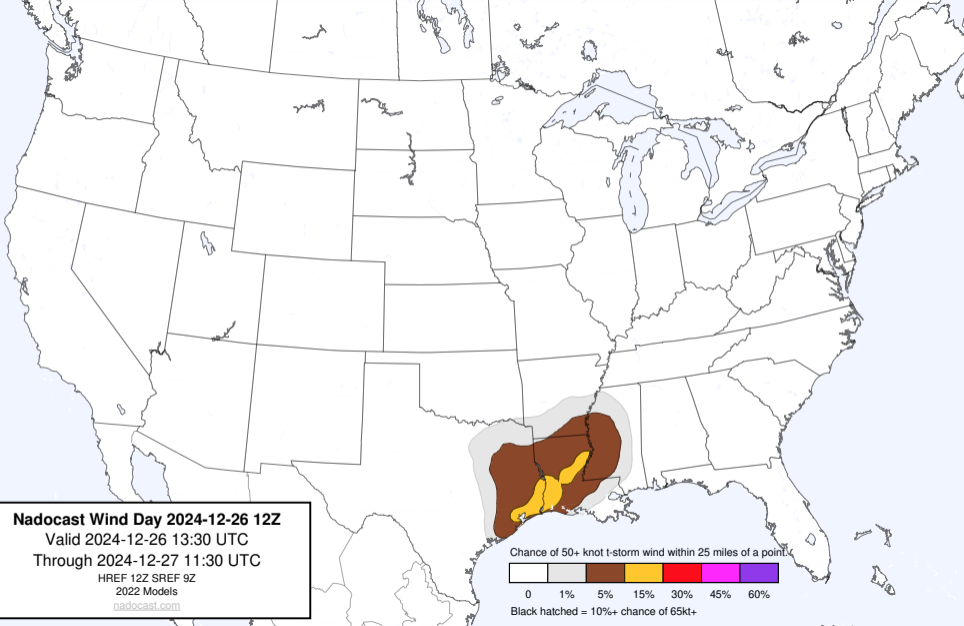 Nadocast Wind Day 2024-12-26 12Z
Valid 2024-12-26 13:30 UTC
Through 2024-12-27 11:30 UTC
HREF 12Z SREF 9Z
2022 Models
nadocast.com
Chance of 50+ knot t-storm wind within 25 miles of a point.
0 1% 5% 15% 30% 45% 60%
Black hatched = 10%+ chance of 65kt+